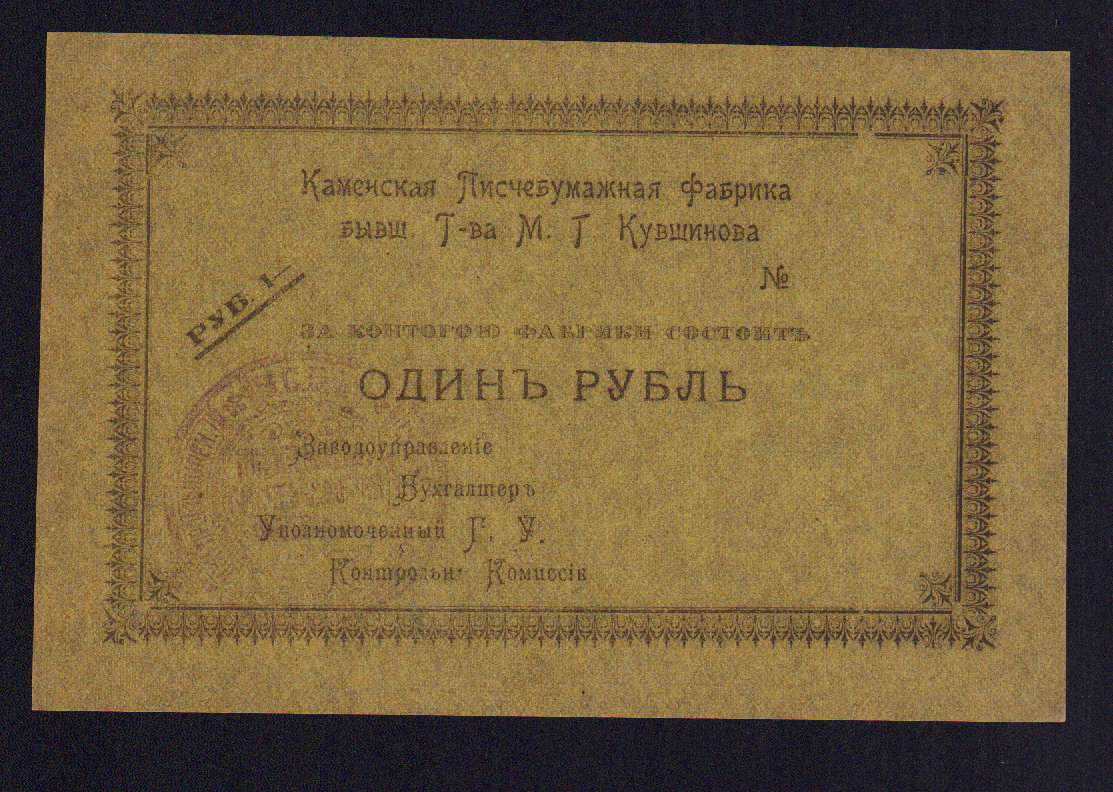 Каменская Писчебумажная фабрика
бывш. Т-ва М. Г. Кувшинова
№
РУБ. 1—
ЗА КОНТОРОЮ ФАБРИКИ СОСТОИТЪ
ОДИНЪ РУБЛЬ
Заводоуправленіе
Бухгалтеръ
Уполномоченный Г. У.
Контрольн. Комиссіи